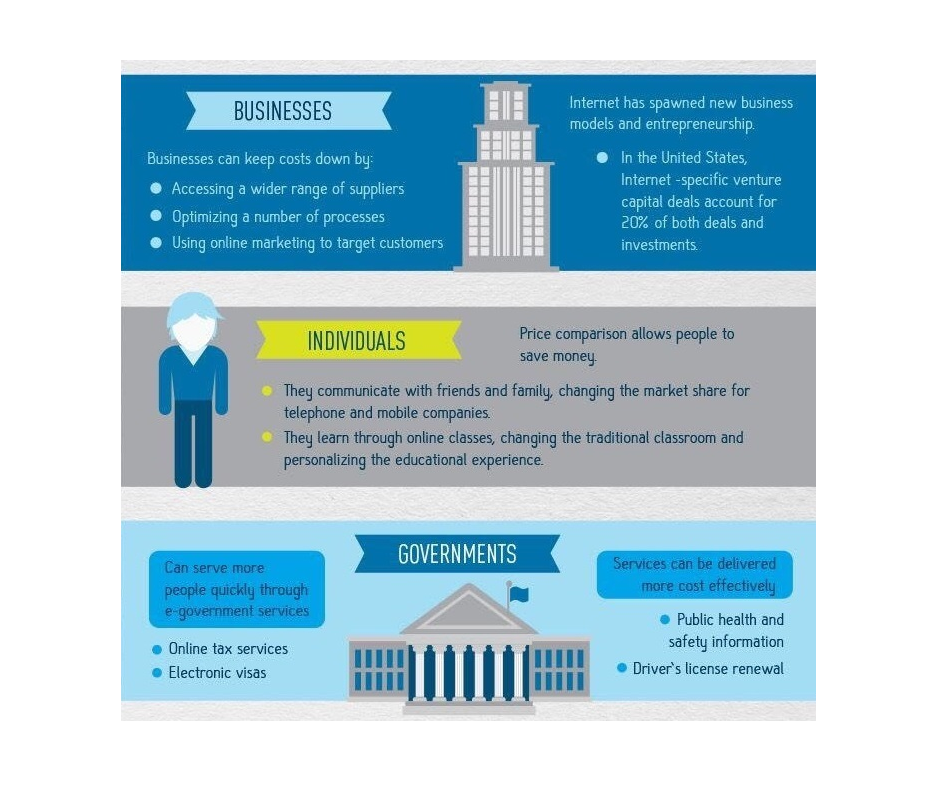 BUSINESSES
Businesses can keep costs down by:
Accessing a wider range of suppliers
Optimizing a number of processes
Using online marketing to target customers
Internet has spawned new business
models and entrepreneurship.
In the United States,
Internet -specific venture
capital deals account for
20% of both deals and
investments.
INDIVIDUALS
Price comparison allows people to
save money.
They communicate with friends and family, changing the market share for
telephone and mobile companies.
They learn through online classes, changing the traditional classroom and
personalizing the educational experience.
GOVERNMENTS
Can serve more
people quickly through
e-government services
Online tax services
Electronic visas
Services can be delivered
more cost effectively
Public health and
safety information
Driver`s license renewal